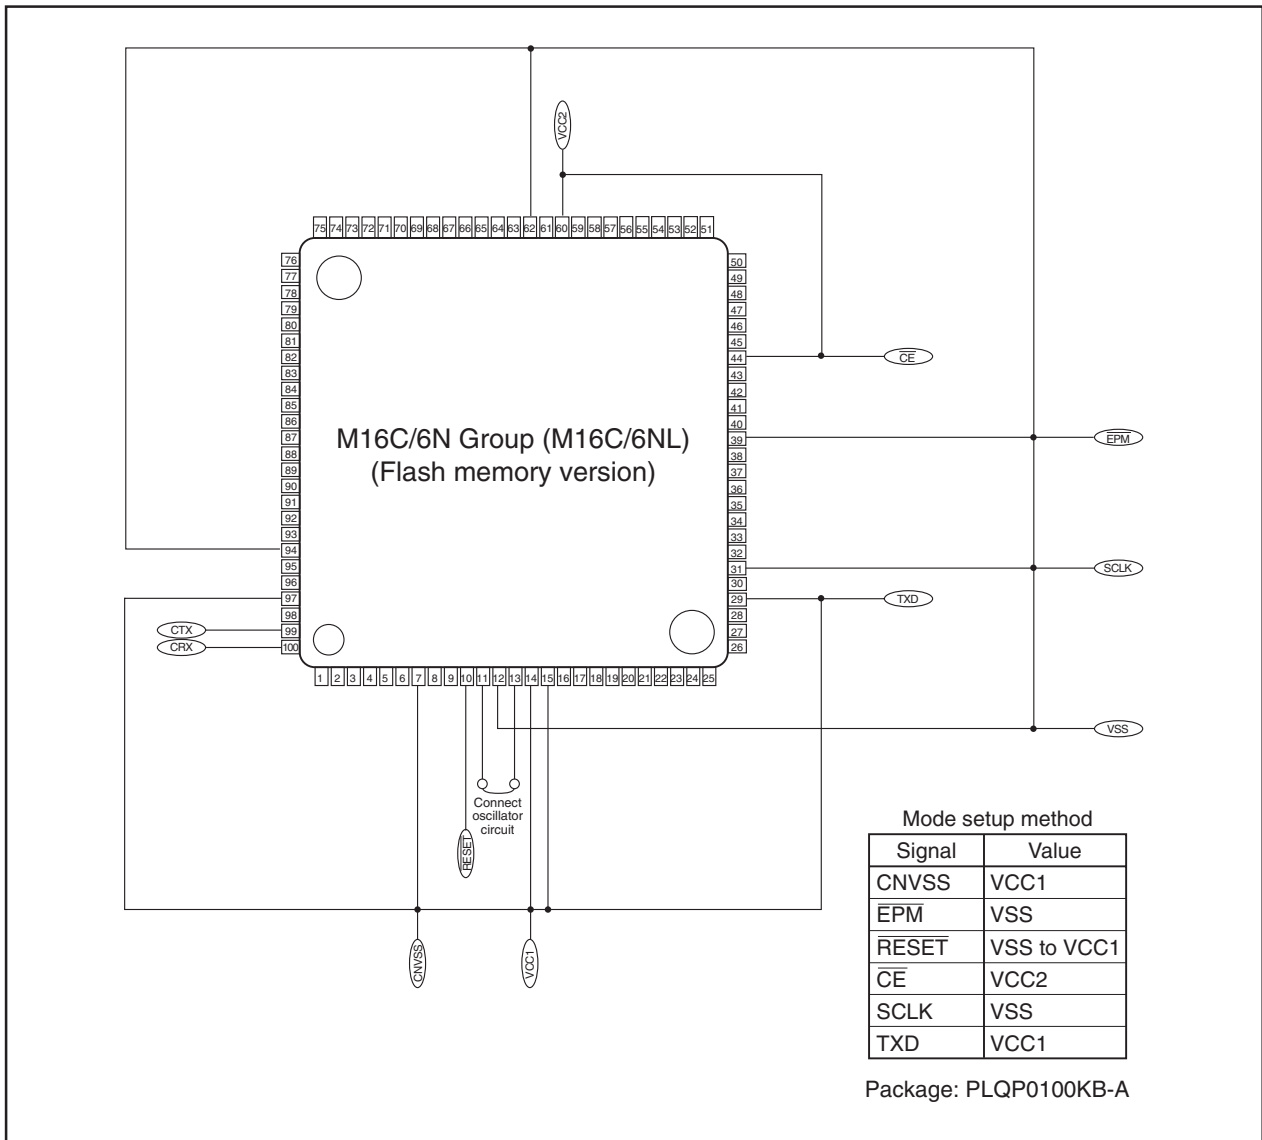 VCC2
75 74 73 72 71 70 69 68 67 66 65 64 63 62 61 60 59 58 57 56 55 54 53 52 51
76
77
78
79
80
81
82
83
84
85
86
87
88
89
90
91
92
93
94
95
96
97
98
99
100
50
49
48
47
46
45
44
43
42
41
40
39
38
37
36
35
34
33
32
31
30
29
28
27
26
M16C/6N Group (M16C/6NL)
(Flash memory version)
CE
EPM
SCLK
TXD
CTX
CRX
1 2 3 4 5 6 7 8 9 10 11 12 13 14 15 16 17 18 19 20 21 22 23 24 25
VSS
Connect
oscillator
circuit
RESET
CNVSS
VCC1
Mode setup method
Signal Value
CNVSS VCC1
EPM VSS
RESET VSS to VCC1
CE VCC2
SCLK VSS
TXD VCC1
Package: PLQP0100KB-A